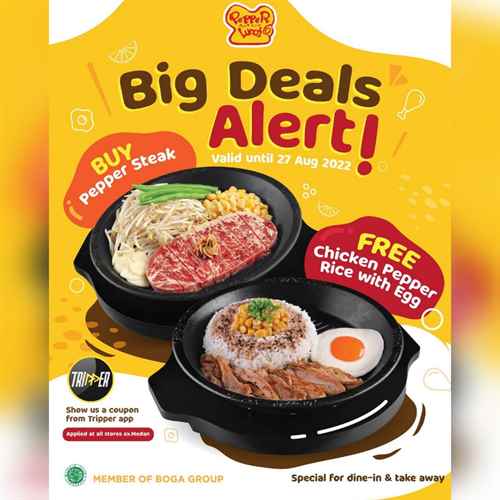 PePPeR
Lunch
Big Deals
Alert!
Valid until 27 Aug 2022
BUY
Pepper Steak
FREE
Chicken Pepper
Rice with Egg
TRIPPER
Show us a coupon
from Tripper app
Applied at all stores ex.Medan
MEMBER OF BOGA GROUP
Special for dine-in & take away